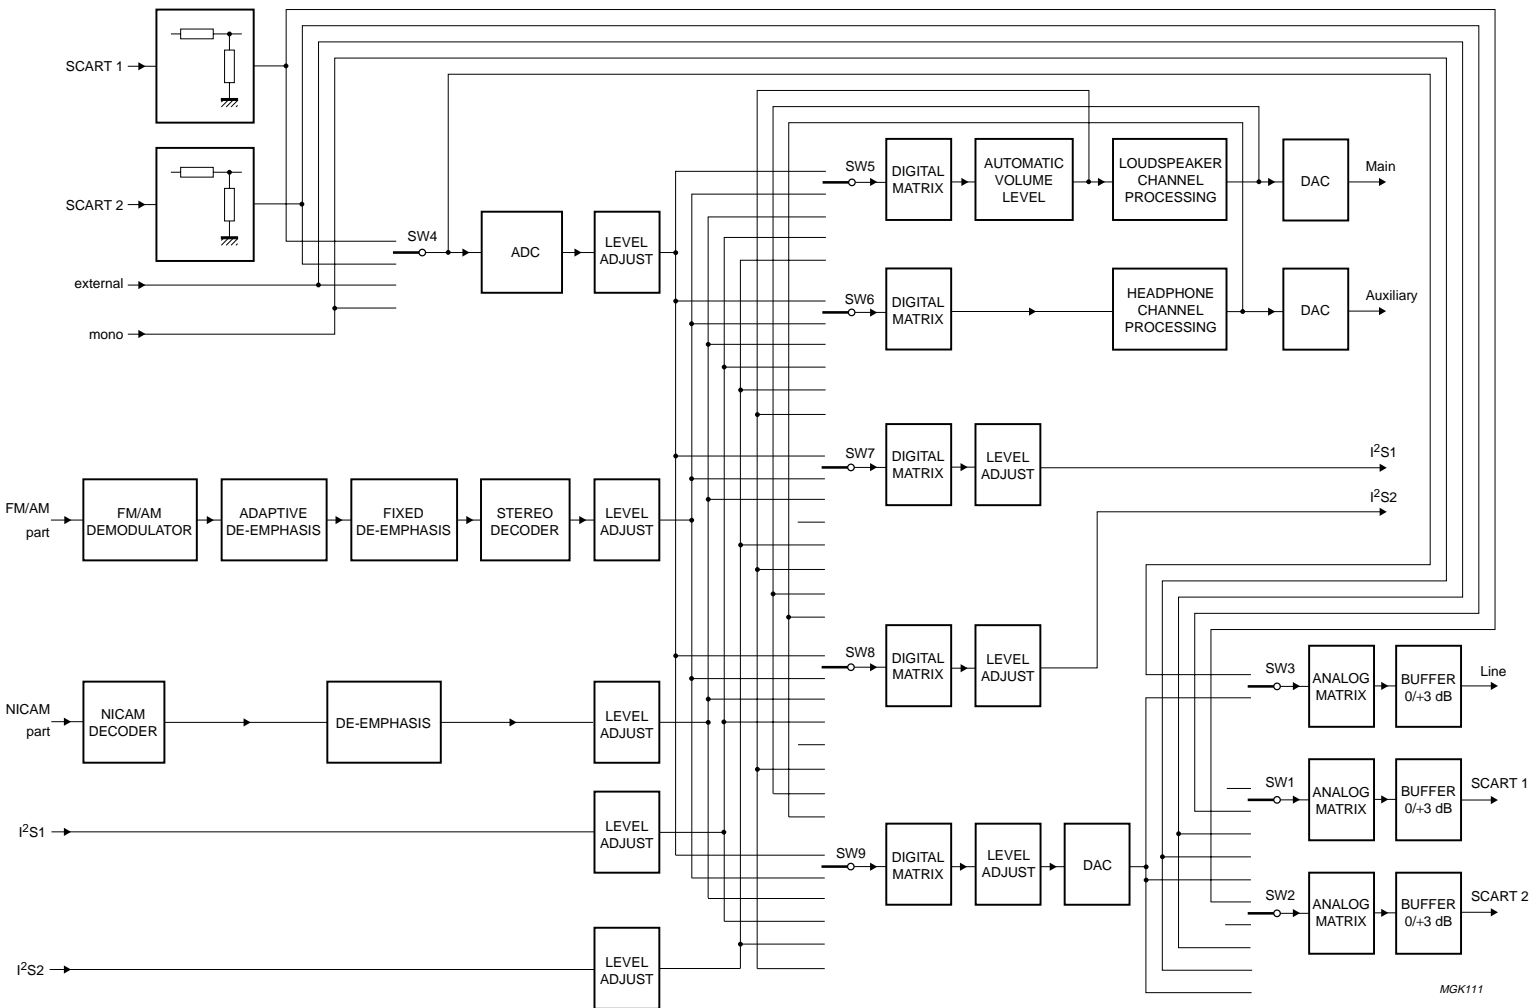 SCART 1
SCART 2
external
mono
SW4
ADC
LEVEL
ADJUST
SW5
DIGITAL
MATRIX
AUTOMATIC
VOLUME
LEVEL
LOUDSPEAKER
CHANNEL
PROCESSING
DAC
Main
SW6
DIGITAL
MATRIX
HEADPHONE
CHANNEL
PROCESSING
DAC
Auxiliary
SW7
DIGITAL
MATRIX
LEVEL
ADJUST
I²S1
I²S2
FM/AM
part
FM/AM
DEMODULATOR
ADAPTIVE
DE-EMPHASIS
FIXED
DE-EMPHASIS
STEREO
DECODER
LEVEL
ADJUST
SW8
DIGITAL
MATRIX
LEVEL
ADJUST
NICAM
part
NICAM
DECODER
DE-EMPHASIS
LEVEL
ADJUST
SW3
ANALOG
MATRIX
BUFFER
0/+3 dB
Line
I²S1
LEVEL
ADJUST
SW1
ANALOG
MATRIX
BUFFER
0/+3 dB
SCART 1
SW9
DIGITAL
MATRIX
LEVEL
ADJUST
DAC
SW2
ANALOG
MATRIX
BUFFER
0/+3 dB
SCART 2
I²S2
LEVEL
ADJUST
MGK111